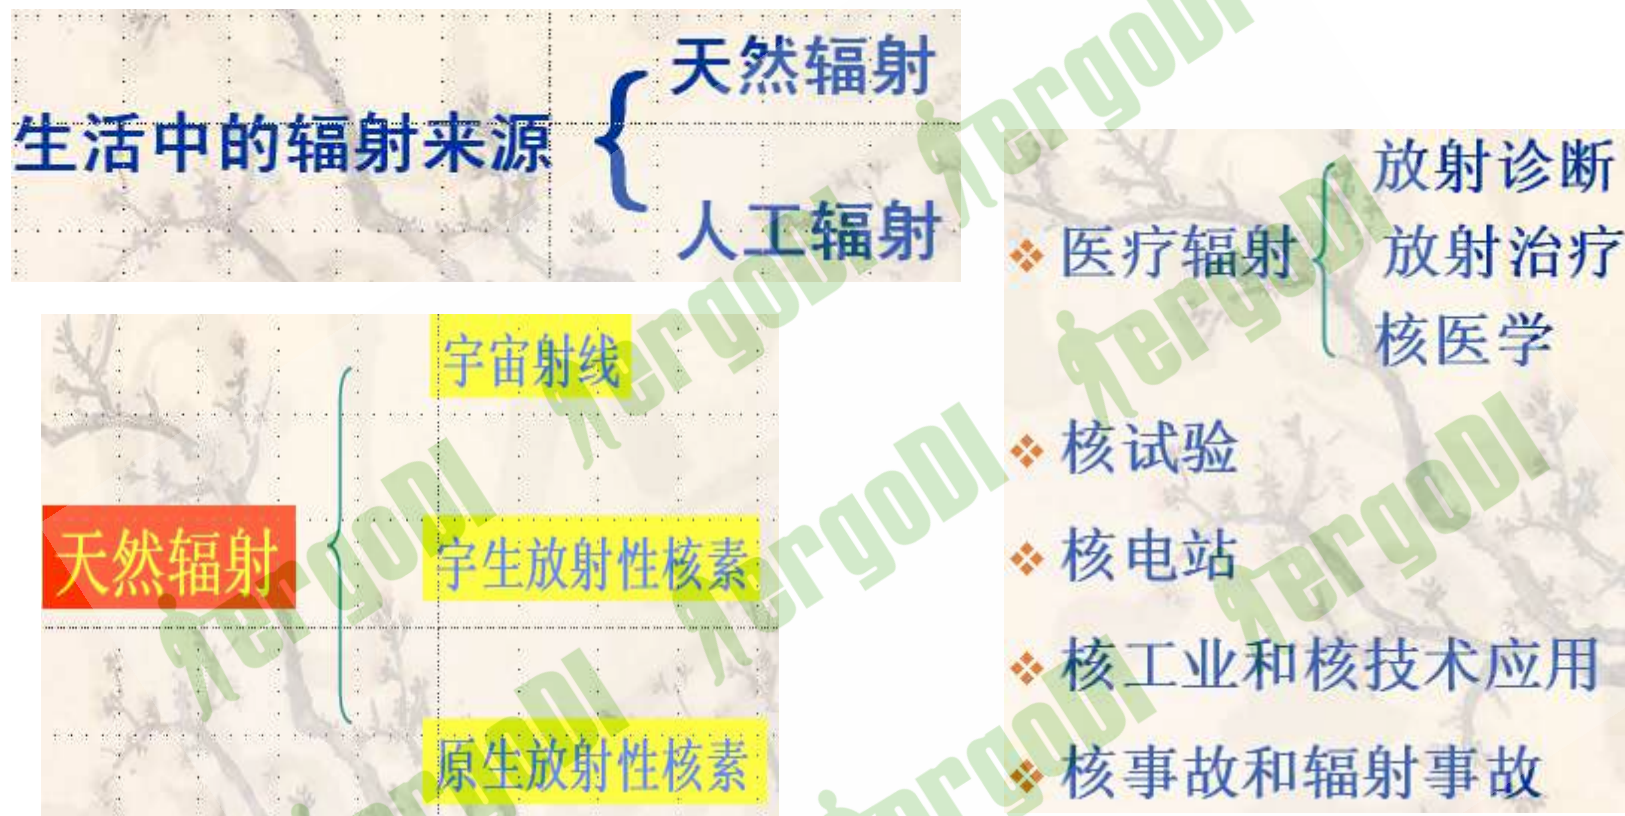 生活中的辐射来源
天然辐射
人工辐射
天然辐射
宇宙射线
宇生放射性核素
原生放射性核素
医疗辐射
放射诊断
放射治疗
核医学
核试验
核电站
核工业和核技术应用
核事故和辐射事故